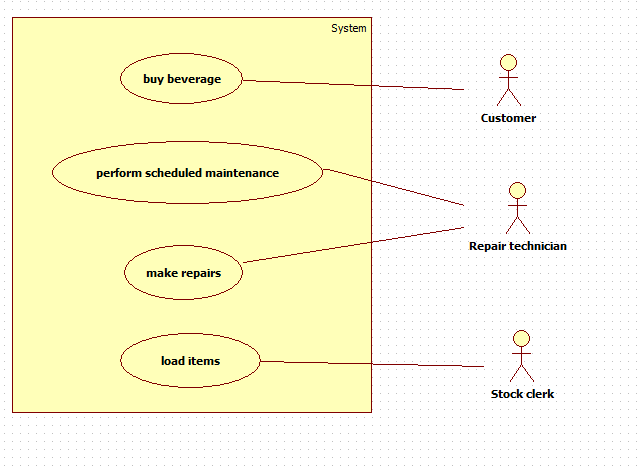 System
buy beverage
Customer
perform scheduled maintenance
Repair technician
make repairs
load items
Stock clerk